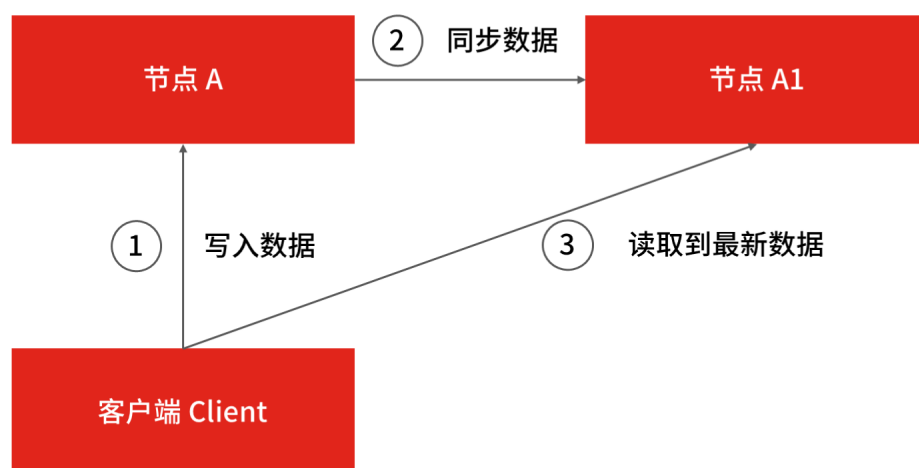 ② 同步数据
节点 A
节点 A1
① 写入数据
③ 读取到最新数据
客户端 Client